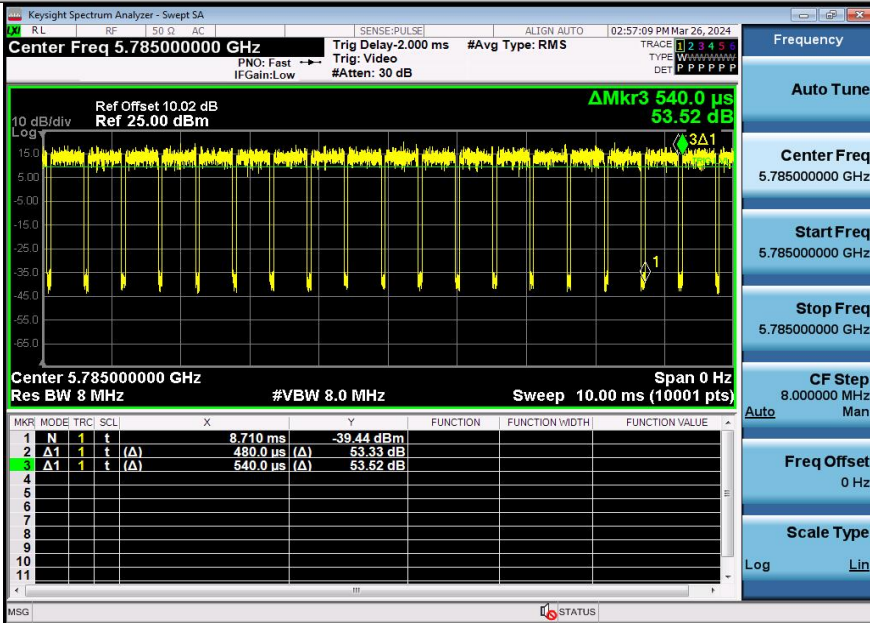 Keysight Spectrum Analyzer - Swept SA
LXI RL RF 50 Ω AC SENSE:PULSE ALIGN AUTO 02:57:09 PM Mar 26, 2024
Center Freq 5.785000000 GHz
PNO: Fast
IFGain:Low
Trig Delay-2.000 ms
Trig: Video
#Atten: 30 dB
#Avg Type: RMS
TRACE 1 2 3 4 5 6
TYPE WWWWWW
DET P P P P P P
Frequency
Auto Tune
Center Freq
5.785000000 GHz
Start Freq
5.785000000 GHz
Stop Freq
5.785000000 GHz
CF Step
8.000000 MHz
Auto Man
Freq Offset
0 Hz
Scale Type
Log Lin
ΔMkr3 540.0 µs
53.52 dB
Ref Offset 10.02 dB
10 dB/div Ref 25.00 dBm
Log
15.0
5.00
-5.00
-15.0
-25.0
-35.0
-45.0
-55.0
-65.0
3Δ1
1
Center 5.785000000 GHz Span 0 Hz
Res BW 8 MHz #VBW 8.0 MHz Sweep 10.00 ms (10001 pts)
MKR MODE TRC SCL X Y FUNCTION FUNCTION WIDTH FUNCTION VALUE
1 N 1 t 8.710 ms -39.44 dBm
2 Δ1 1 t (Δ) 480.0 µs (Δ) 53.33 dB
3 Δ1 1 t (Δ) 540.0 µs (Δ) 53.52 dB
4
5
6
7
8
9
10
11
MSG STATUS